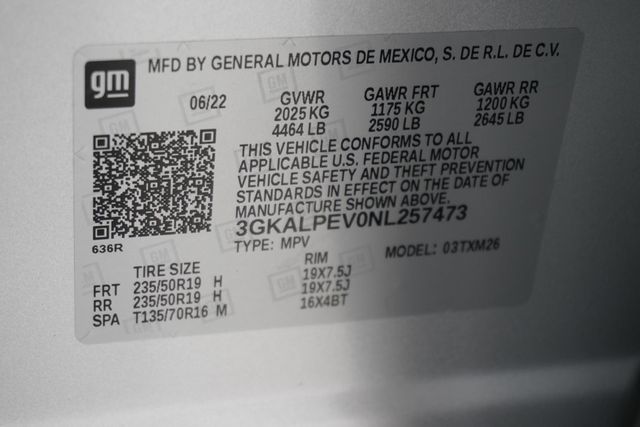 gm
MFD BY GENERAL MOTORS DE MEXICO, S. DE R.L. DE C.V.
06/22 GVWR GAWR FRT GAWR RR
2025 KG 1175 KG 1200 KG
4464 LB 2590 LB 2645 LB
THIS VEHICLE CONFORMS TO ALL
APPLICABLE U.S. FEDERAL MOTOR
VEHICLE SAFETY AND THEFT PREVENTION
STANDARDS IN EFFECT ON THE DATE OF
MANUFACTURE SHOWN ABOVE.
3GKALPEV0NL257473
636R TYPE: MPV MODEL: 03TXM26
TIRE SIZE RIM
FRT 235/50R19 H 19X7.5J
RR 235/50R19 H 19X7.5J
SPA T135/70R16 M 16X4BT